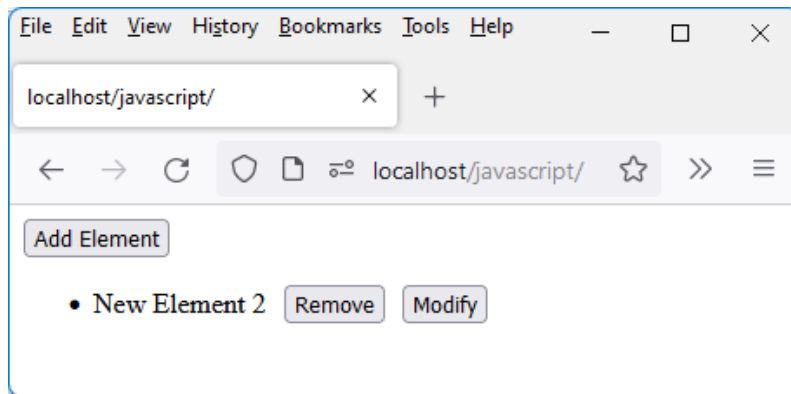 File Edit View History Bookmarks Tools Help
localhost/javascript/
localhost/javascript/
Add Element
• New Element 2 Remove Modify